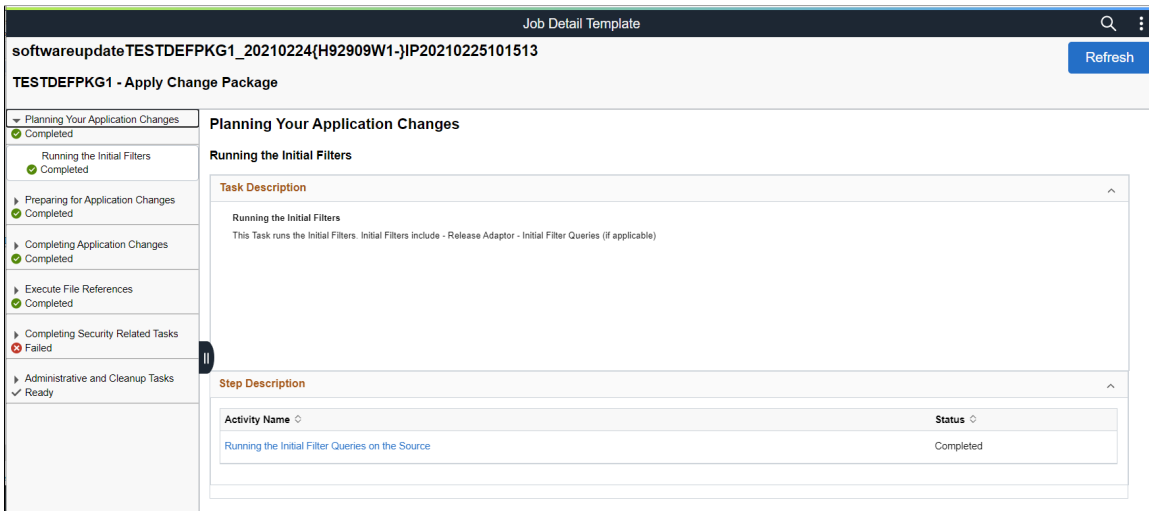 Job Detail Template
softwareupdateTESTDEFPKG1_20210224{H92909W1-}IP20210225101513
Refresh
TESTDEFPKG1 - Apply Change Package
Planning Your Application Changes
Completed
Running the Initial Filters
Completed
Preparing for Application Changes
Completed
Completing Application Changes
Completed
Execute File References
Completed
Completing Security Related Tasks
Failed
Administrative and Cleanup Tasks
Ready
Planning Your Application Changes
Running the Initial Filters
Task Description
Running the Initial Filters
This Task runs the Initial Filters. Initial Filters include - Release Adaptor - Initial Filter Queries (if applicable)
Step Description
Activity Name Status
Running the Initial Filter Queries on the Source Completed